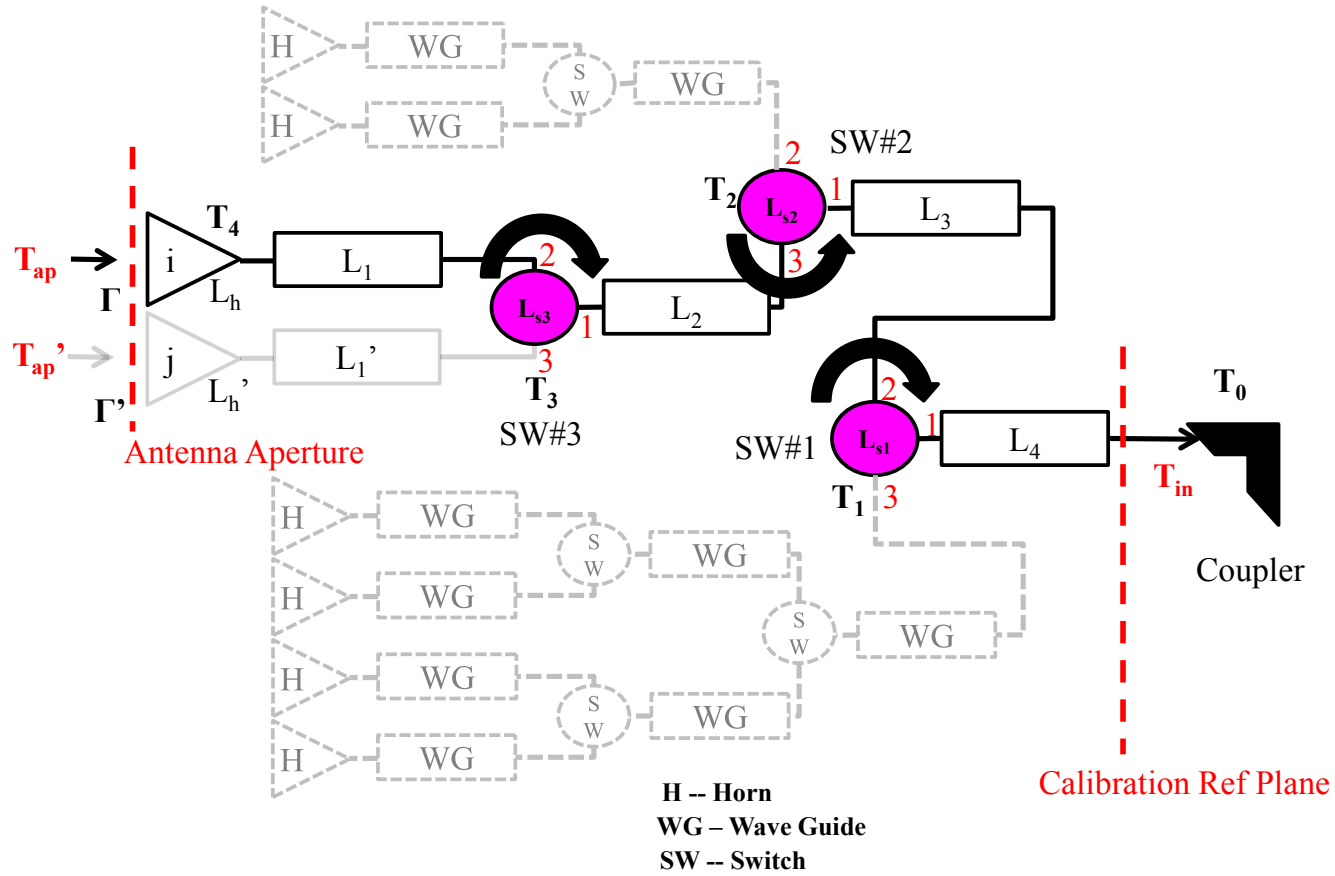 H
WG
S
W
WG
H
WG
SW#2
2
T₂
1
Lₛ₂
L₃
3
T₄
Tₐₚ
i
L₁
2
Γ
Lₕ
Lₛ₃
1
L₂
Tₐₚ’
j
L₁’
3
Γ’
Lₕ’
T₃
SW#3
Antenna Aperture
2
T₀
SW#1
Lₛ₁
1
L₄
Tᵢₙ
T₁
3
Coupler
H
WG
S
W
WG
H
WG
S
W
WG
H
WG
S
W
WG
H
WG
Calibration Ref Plane
H -- Horn
WG – Wave Guide
SW -- Switch